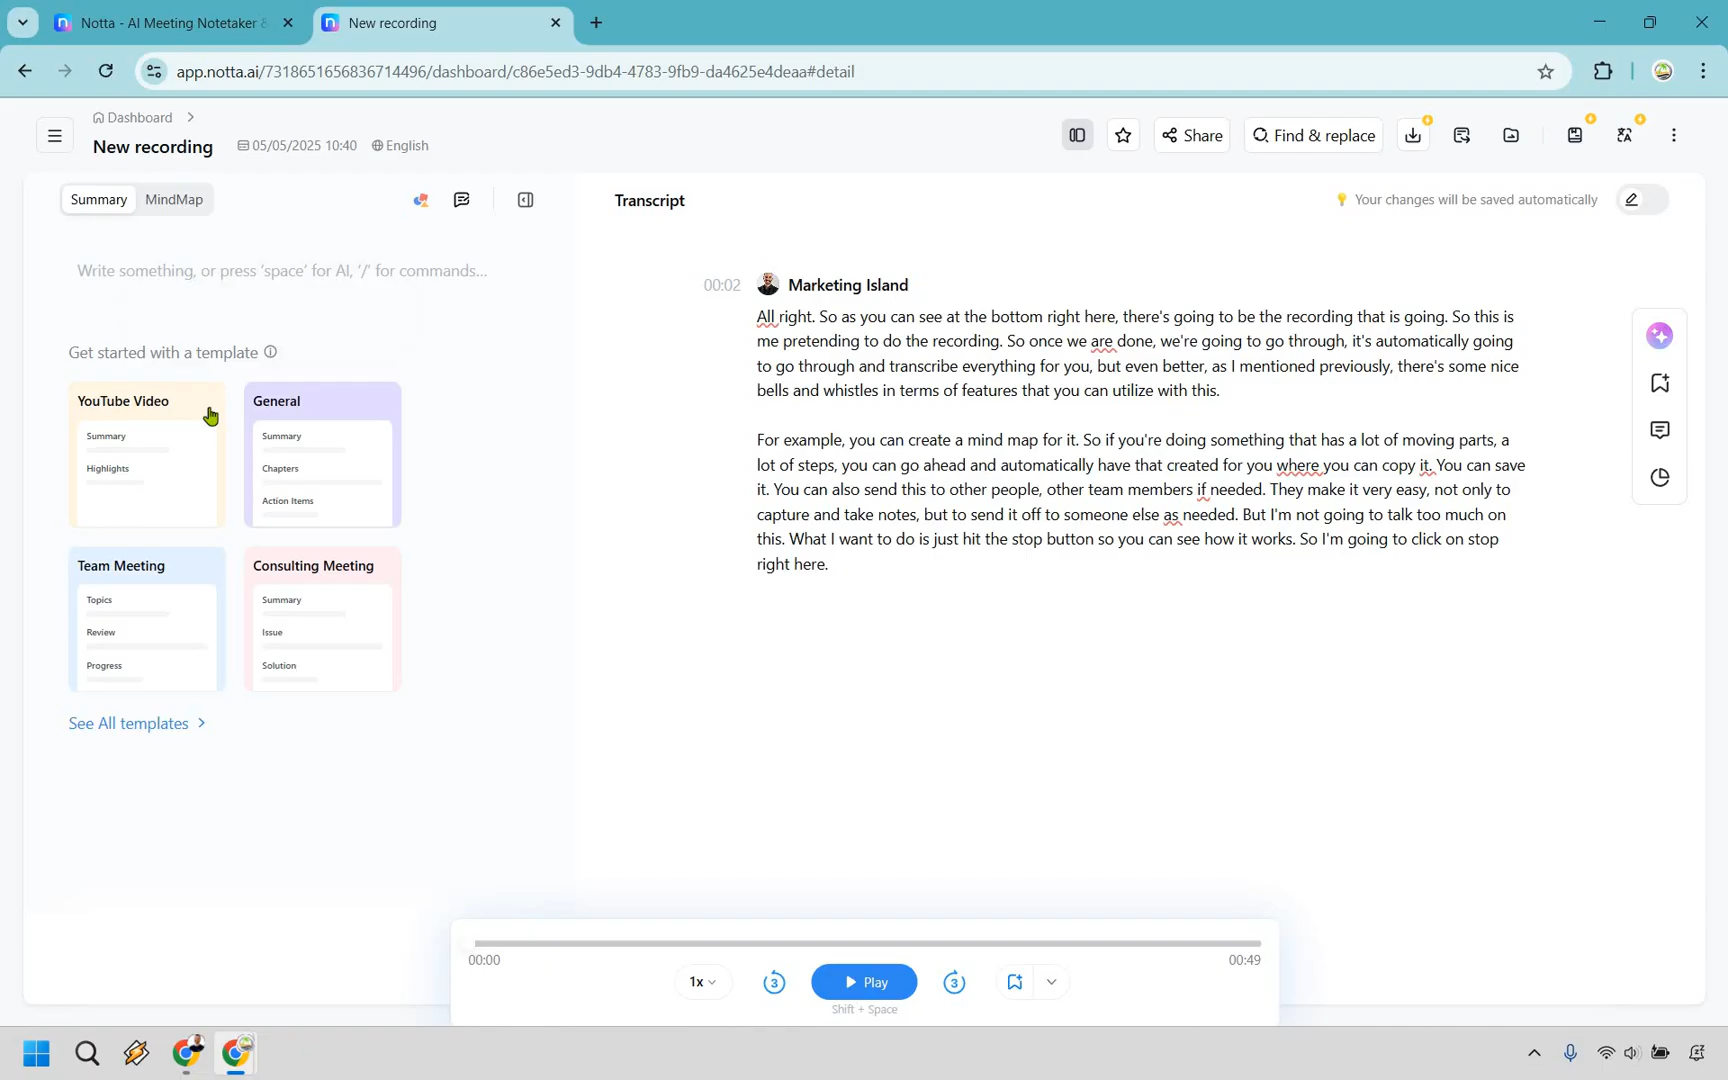 Notta - AI Meeting Notetaker &
New recording
app.notta.ai/7318651656836714496/dashboard/c86e5ed3-9db4-4783-9fb9-da4625e4deaa#detail
Dashboard
New recording
05/05/2025 10:40
English
Share
Find & replace
Summary
MindMap
Transcript
Your changes will be saved automatically
Write something, or press 'space' for AI, '/' for commands...
Get started with a template
YouTube Video
Summary
Highlights
General
Summary
Chapters
Action Items
Team Meeting
Topics
Review
Progress
Consulting Meeting
Summary
Issue
Solution
See All templates
00:02
Marketing Island
All right. So as you can see at the bottom right here, there's going to be the recording that is going. So this is
me pretending to do the recording. So once we are done, we're going to go through, it's automatically going
to go through and transcribe everything for you, but even better, as I mentioned previously, there's some nice
bells and whistles in terms of features that you can utilize with this.
For example, you can create a mind map for it. So if you're doing something that has a lot of moving parts, a
lot of steps, you can go ahead and automatically have that created for you where you can copy it. You can save
it. You can also send this to other people, other team members if needed. They make it very easy, not only to
capture and take notes, but to send it off to someone else as needed. But I'm not going to talk too much on
this. What I want to do is just hit the stop button so you can see how it works. So I'm going to click on stop
right here.
00:00
00:49
1x
3
Play
3
Shift + Space